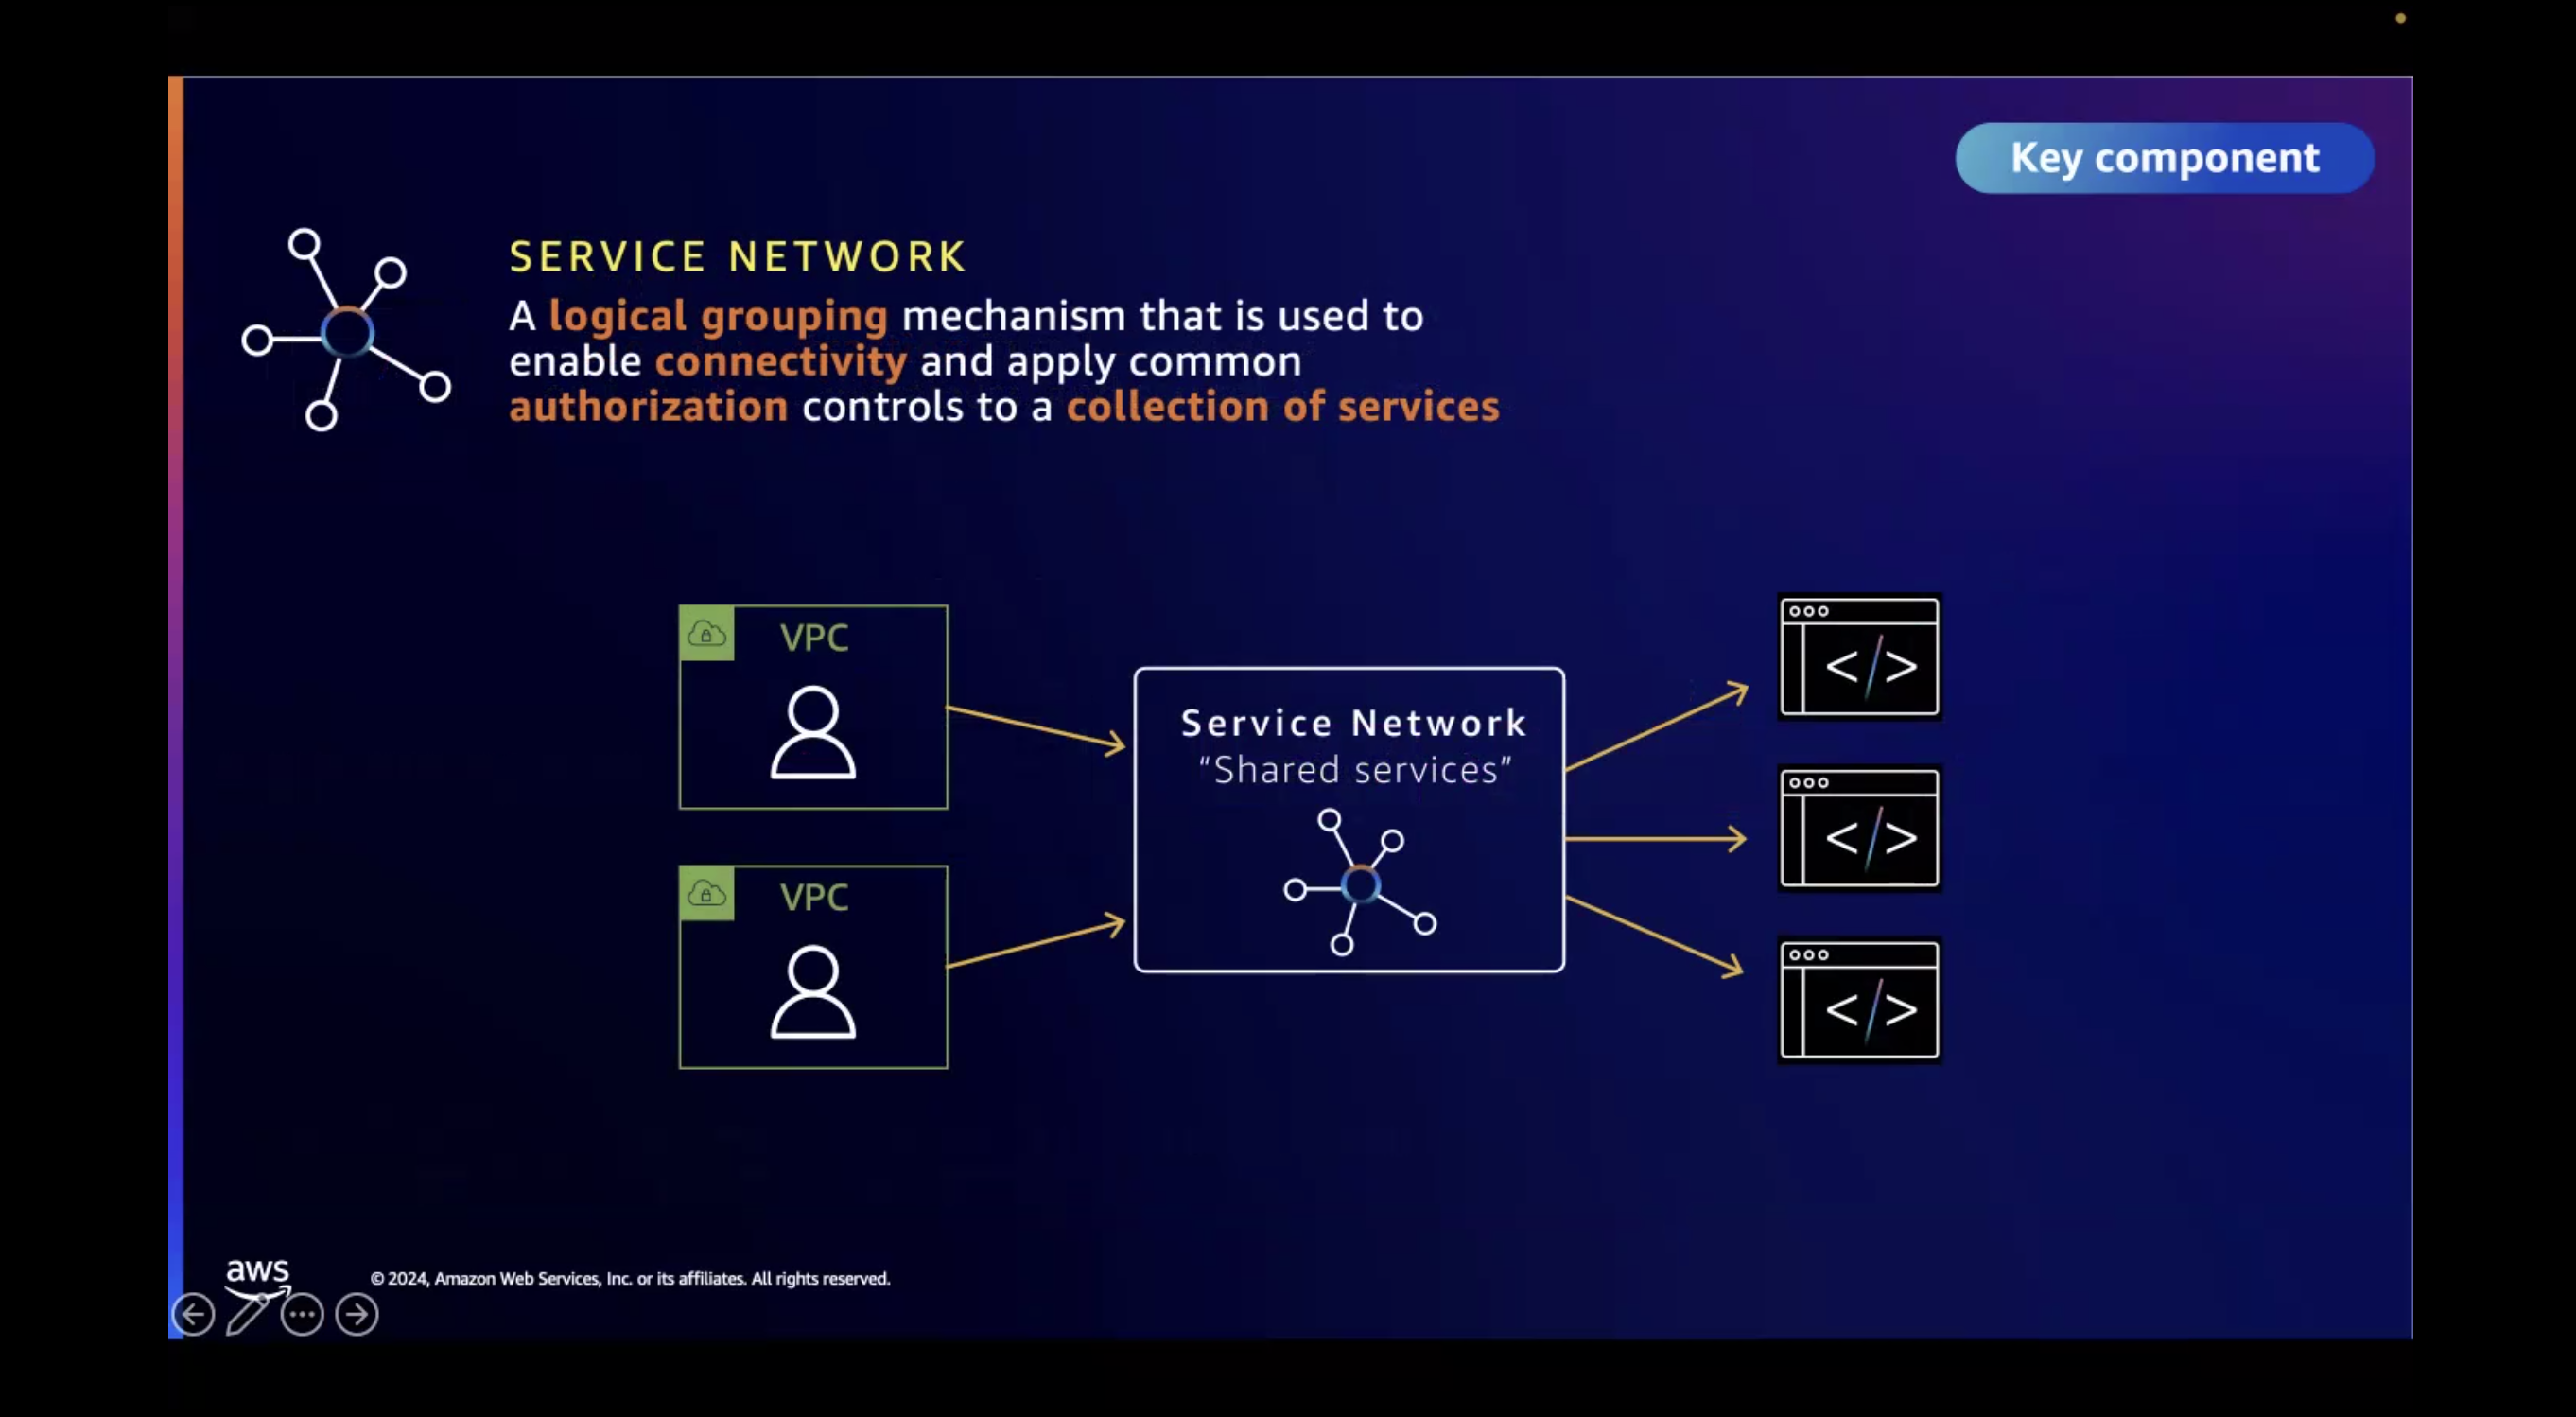 Key component
SERVICE NETWORK
A logical grouping mechanism that is used to
enable connectivity and apply common
authorization controls to a collection of services
VPC
VPC
Service Network
“Shared services”
</>
</>
</>
aws
© 2024, Amazon Web Services, Inc. or its affiliates. All rights reserved.